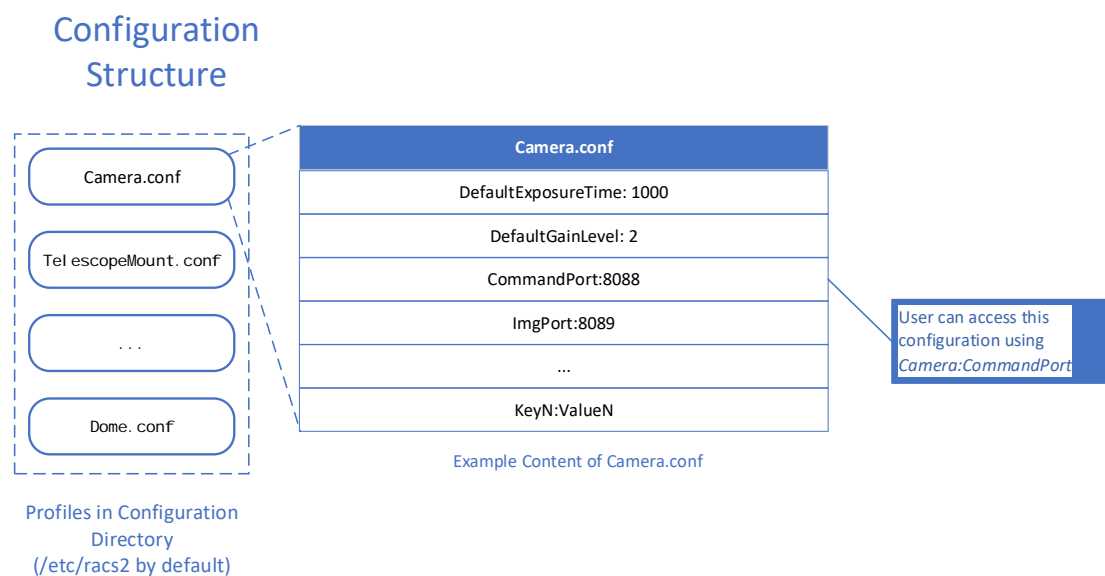 Configuration
Structure
Camera.conf
TelescopeMount.conf
...
Dome.conf
Profiles in Configuration
Directory
(/etc/racs2 by default)
Camera.conf
DefaultExposureTime: 1000
DefaultGainLevel: 2
CommandPort:8088
ImgPort:8089
...
KeyN:ValueN
Example Content of Camera.conf
User can access this
configuration using
Camera:CommandPort